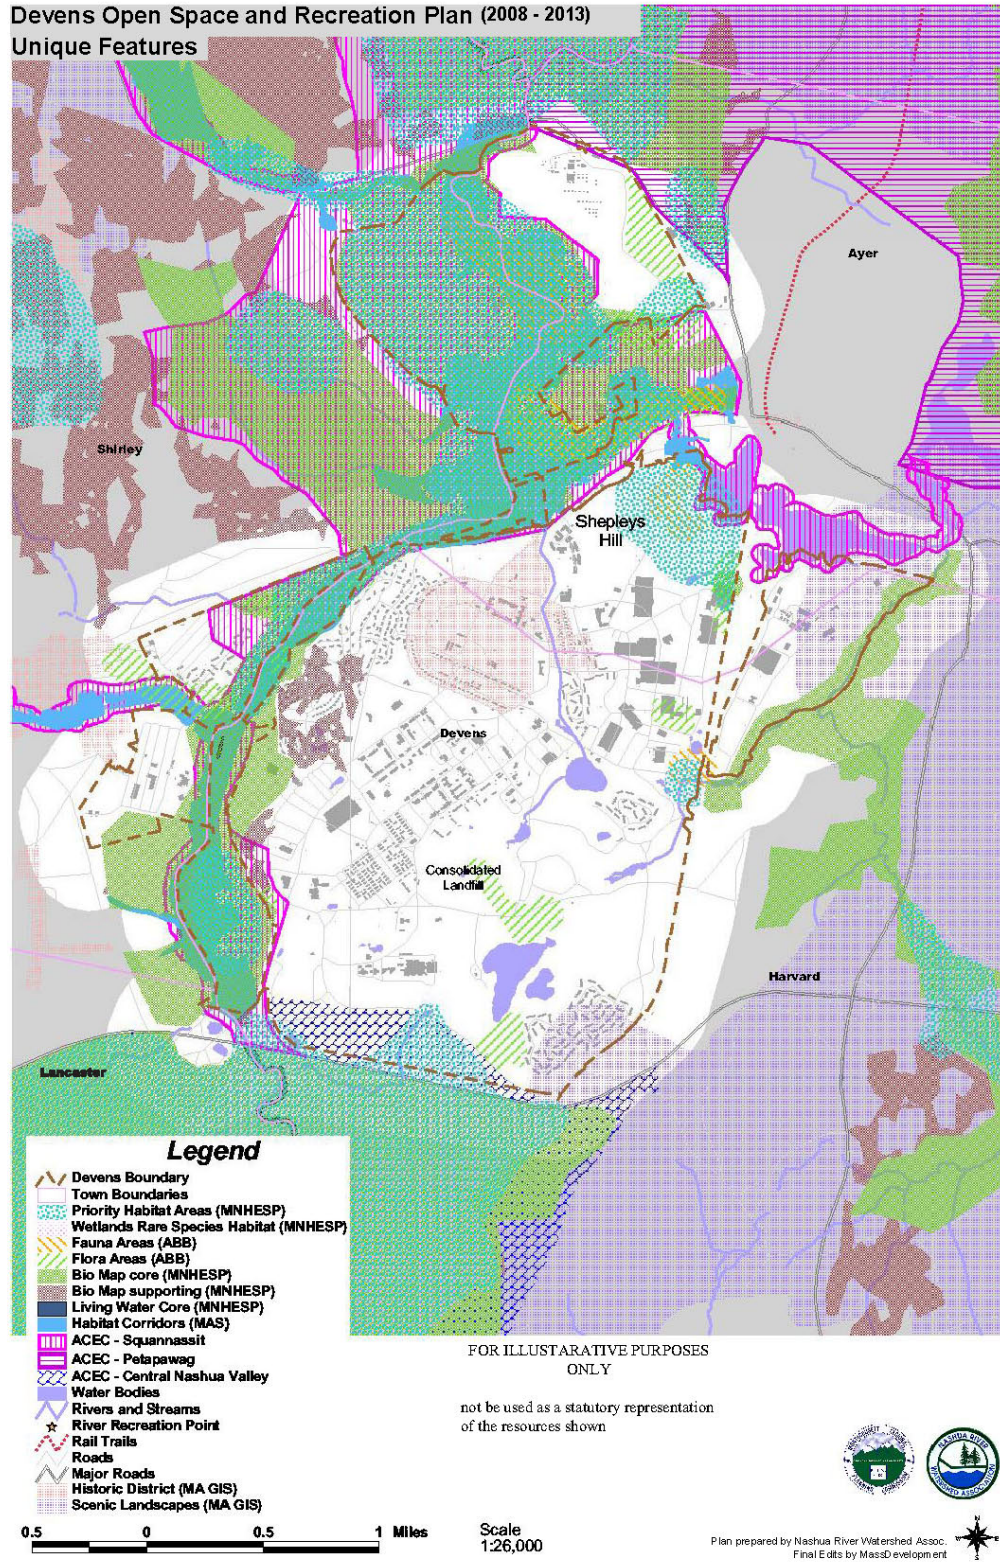 Devens Open Space and Recreation Plan (2008 - 2013)
Unique Features
Ayer
Shirley
Shepleys
Hill
Devens
Consolidated
Landfill
Harvard
Lancaster
Legend
Devens Boundary
Town Boundaries
Priority Habitat Areas (MNHESP)
Wetlands Rare Species Habitat (MNHESP)
Fauna Areas (ABB)
Flora Areas (ABB)
Bio Map core (MNHESP)
Bio Map supporting (MNHESP)
Living Water Core (MNHESP)
Habitat Corridors (MAS)
ACEC - Squannassit
ACEC - Petapawag
ACEC - Central Nashua Valley
Water Bodies
Rivers and Streams
River Recreation Point
Rail Trails
Roads
Major Roads
Historic District (MA GIS)
Scenic Landscapes (MA GIS)
FOR ILLUSTARATIVE PURPOSES
ONLY
not be used as a statutory representation
of the resources shown
NASHUA RIVER
WATERSHED ASSOCIATION
0.5 0 0.5 1 Miles
Scale
1:26,000
N
W E
S
Plan prepared by Nashua River Watershed Assoc.
Final Edits by MassDevelopment